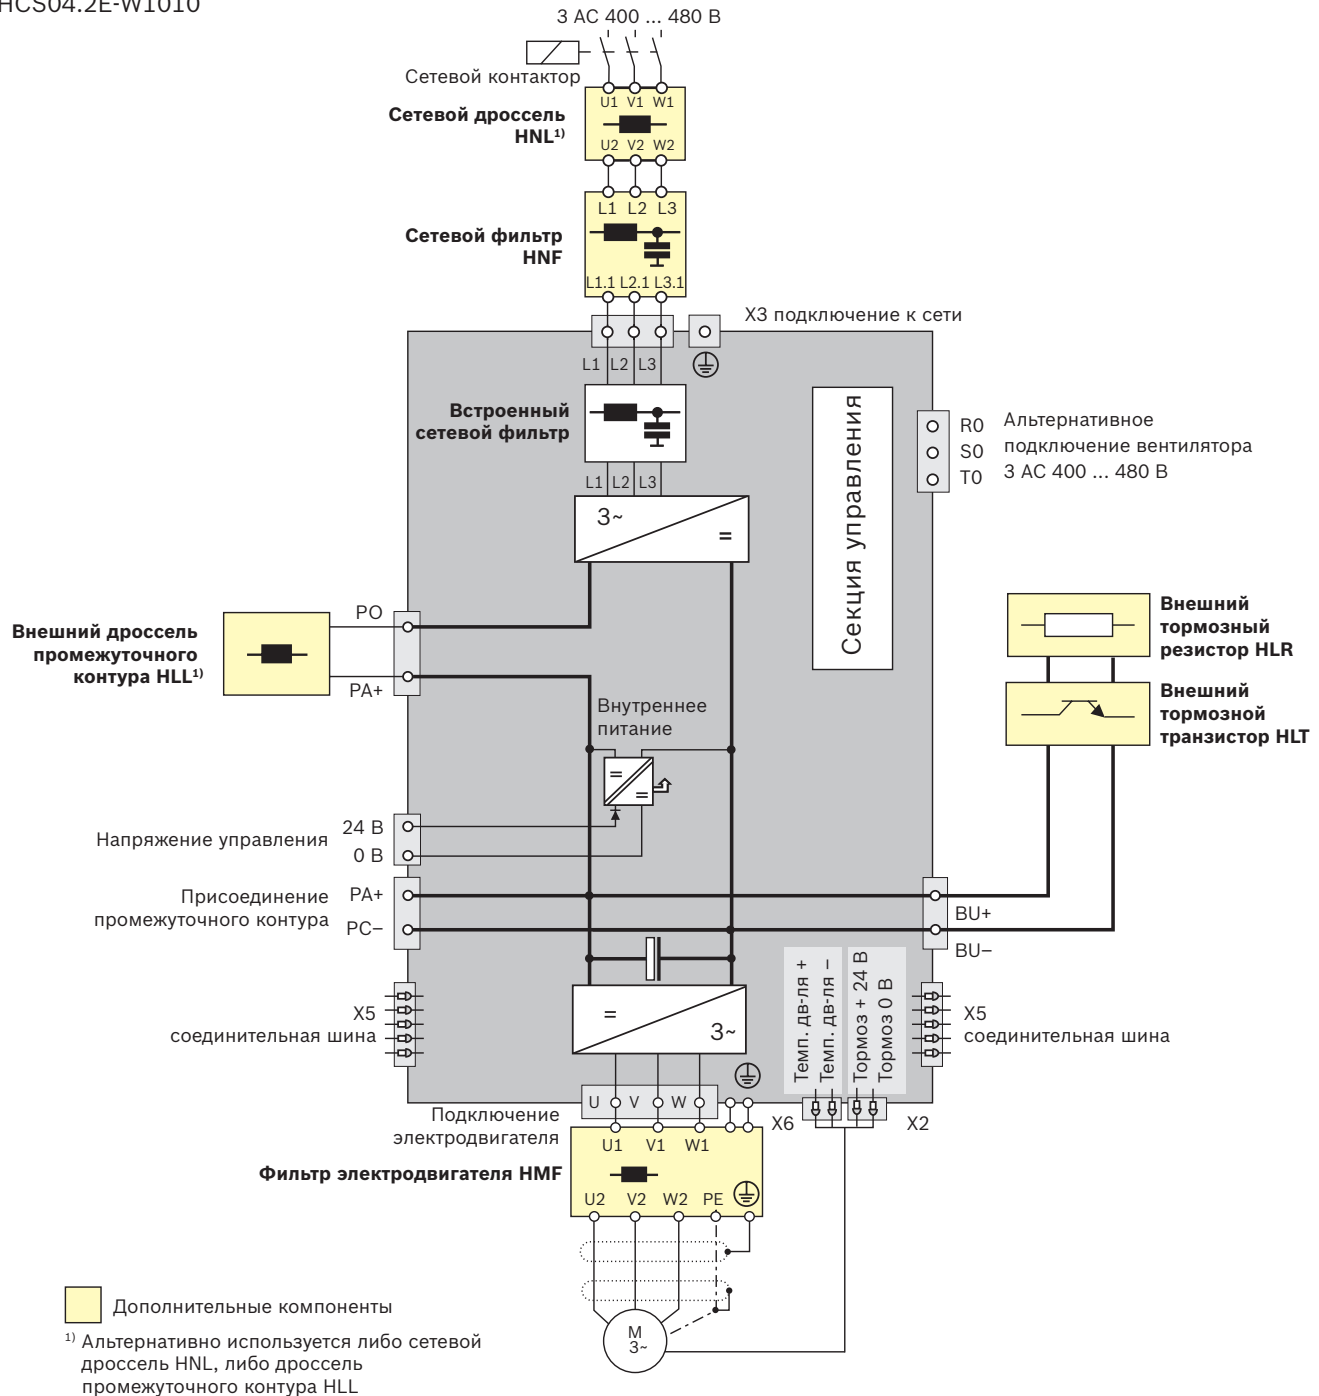 HCS04.2E-W1010
3 AC 400 ... 480 В
Сетевой контактор
U1 V1 W1
Сетевой дроссель
HNL¹⁾
U2 V2 W2
L1 L2 L3
Сетевой фильтр
HNF
L1.1 L2.1 L3.1
X3 подключение к сети
L1 L2 L3
Встроенный
сетевой фильтр
L1 L2 L3
3~
=
Секция управления
R0
S0
T0
Альтернативное
подключение вентилятора
3 AC 400 ... 480 В
PO
Внешний дроссель
промежуточного
контура HLL¹⁾
PA+
Внешний
тормозный
резистор HLR
Внешний
тормозной
транзистор HLT
Внутреннее
питание
=
=
Напряжение управления
24 В
0 В
Присоединение
промежуточного контура
PA+
PC–
BU+
BU–
X5
соединительная шина
=
3~
Темп. дв-ля +
Темп. дв-ля –
Тормоз + 24 В
Тормоз 0 В
X5
соединительная шина
U V W
Подключение
электродвигателя
X6
X2
U1 V1 W1
Фильтр электродвигателя HMF
U2 V2 W2 PE
M
3~
Дополнительные компоненты
¹⁾ Альтернативно используется либо сетевой
дроссель HNL, либо дроссель
промежуточного контура HLL